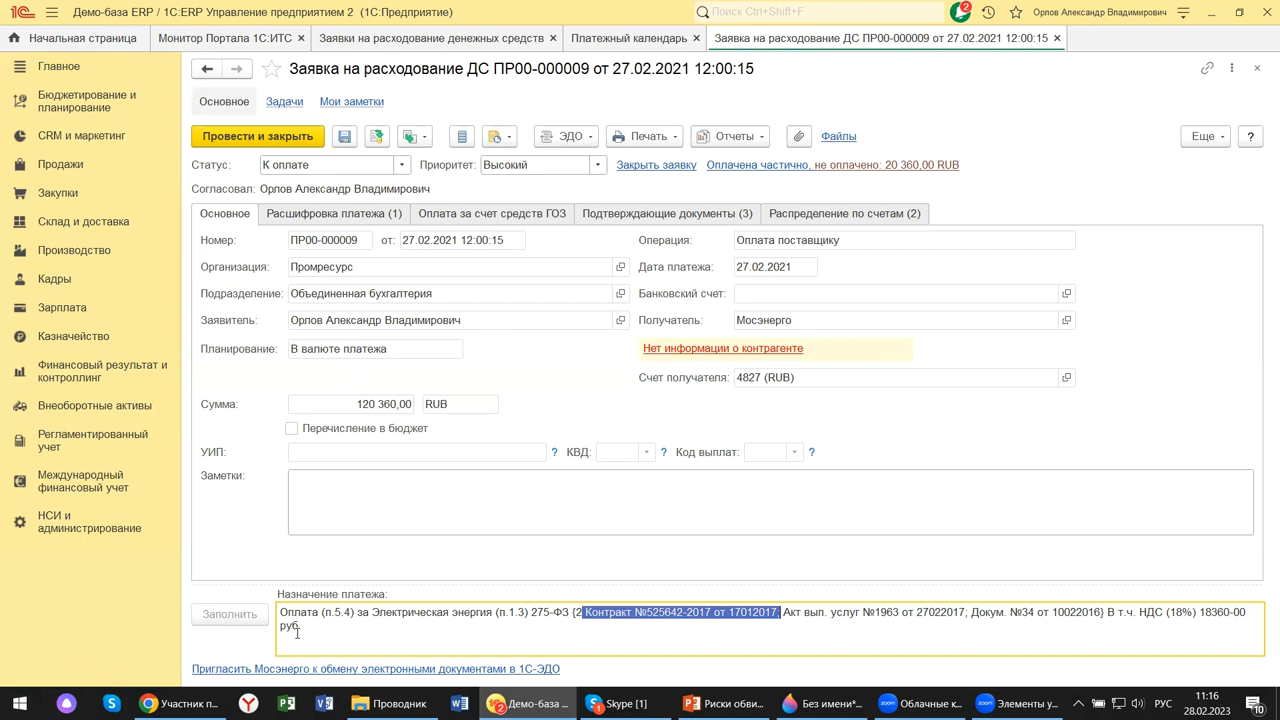 Демо-база ERP / 1С:ERP Управление предприятием 2 (1С:Предприятие)
Поиск Ctrl+Shift+F
2
Орлов Александр Владимирович
Начальная страница
Монитор Портала 1С:ИТС
Заявки на расходование денежных средств
Платежный календарь
Заявка на расходование ДС ПР00-000009 от 27.02.2021 12:00:15
Главное
Бюджетирование и
планирование
CRM и маркетинг
Продажи
Закупки
Склад и доставка
Производство
Кадры
Зарплата
Казначейство
Финансовый результат и
контроллинг
Внеоборотные активы
Регламентированный
учет
Международный
финансовый учет
НСИ и
администрирование
Заявка на расходование ДС ПР00-000009 от 27.02.2021 12:00:15
Основное Задачи Мои заметки
Провести и закрыть ЭДО Печать Отчеты Файлы Еще ?
Статус: К оплате Приоритет: Высокий Закрыть заявку Оплачена частично, не оплачено: 20 360,00 RUB
Согласовал: Орлов Александр Владимирович
Основное Расшифровка платежа (1) Оплата за счет средств ГОЗ Подтверждающие документы (3) Распределение по счетам (2)
Номер: ПР00-000009 от: 27.02.2021 12:00:15 Операция: Оплата поставщику
Организация: Промресурс Дата платежа: 27.02.2021
Подразделение: Объединенная бухгалтерия Банковский счет:
Заявитель: Орлов Александр Владимирович Получатель: Мосэнерго
Планирование: В валюте платежа Нет информации о контрагенте
Счет получателя: 4827 (RUB)
Сумма: 120 360,00 RUB
Перечисление в бюджет
УИП: ? КВД: ? Код выплат: ?
Заметки:
Назначение платежа:
Заполнить
Оплата (п.5.4) за Электрическая энергия (п.1.3) 275-ФЗ {2 Контракт №525642-2017 от 17012017; Акт вып. услуг №1963 от 27022017; Докум. №34 от 10022016} В т.ч. НДС (18%) 18360-00
руб.
Пригласить Мосэнерго к обмену электронными документами в 1С-ЭДО
Участник п... Проводник Демо-база ... Skype [1] Риски обви... Без имени*... Облачные к... Элементы у... РУС
11:16
28.02.2023